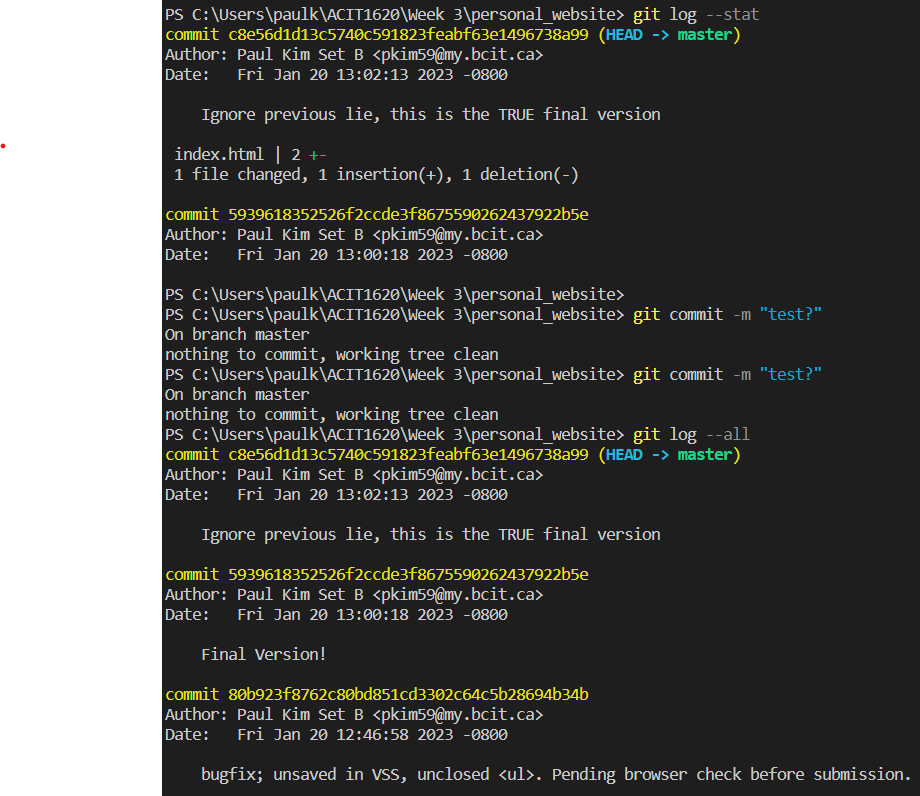 PS C:\Users\paulk\ACIT1620\Week 3\personal_website> git log --stat
commit c8e56d1d13c5740c591823feabf63e1496738a99 (HEAD -> master)
Author: Paul Kim Set B <pkim59@my.bcit.ca>
Date:   Fri Jan 20 13:02:13 2023 -0800
Ignore previous lie, this is the TRUE final version
index.html | 2 +-
1 file changed, 1 insertion(+), 1 deletion(-)
commit 5939618352526f2ccde3f8675590262437922b5e
Author: Paul Kim Set B <pkim59@my.bcit.ca>
Date:   Fri Jan 20 13:00:18 2023 -0800
PS C:\Users\paulk\ACIT1620\Week 3\personal_website>
PS C:\Users\paulk\ACIT1620\Week 3\personal_website> git commit -m "test?"
On branch master
nothing to commit, working tree clean
PS C:\Users\paulk\ACIT1620\Week 3\personal_website> git commit -m "test?"
On branch master
nothing to commit, working tree clean
PS C:\Users\paulk\ACIT1620\Week 3\personal_website> git log --all
commit c8e56d1d13c5740c591823feabf63e1496738a99 (HEAD -> master)
Author: Paul Kim Set B <pkim59@my.bcit.ca>
Date:   Fri Jan 20 13:02:13 2023 -0800
Ignore previous lie, this is the TRUE final version
commit 5939618352526f2ccde3f8675590262437922b5e
Author: Paul Kim Set B <pkim59@my.bcit.ca>
Date:   Fri Jan 20 13:00:18 2023 -0800
Final Version!
commit 80b923f8762c80bd851cd3302c64c5b28694b34b
Author: Paul Kim Set B <pkim59@my.bcit.ca>
Date:   Fri Jan 20 12:46:58 2023 -0800
bugfix; unsaved in VSS, unclosed <ul>. Pending browser check before submission.